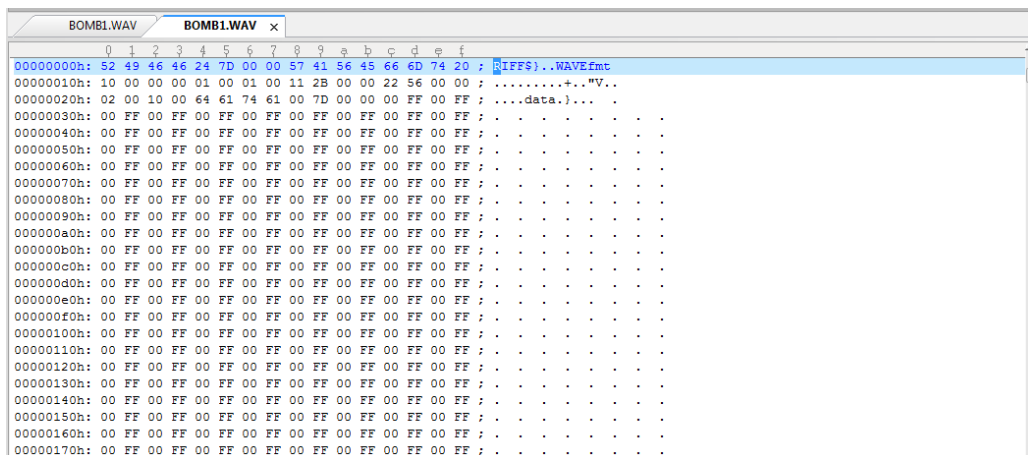 BOMB1.WAV BOMB1.WAV x
0 1 2 3 4 5 6 7 8 9 a b c d e f
00000000h: 52 49 46 46 24 7D 00 00 57 41 56 45 66 6D 74 20 ; RIFF$}..WAVEfmt
00000010h: 10 00 00 00 01 00 01 00 11 2B 00 00 22 56 00 00 ; .........+.."V..
00000020h: 02 00 10 00 64 61 74 61 00 7D 00 00 00 FF 00 FF ; ....data.}... .
00000030h: 00 FF 00 FF 00 FF 00 FF 00 FF 00 FF 00 FF 00 FF ; . . . . . . . .
00000040h: 00 FF 00 FF 00 FF 00 FF 00 FF 00 FF 00 FF 00 FF ; . . . . . . . .
00000050h: 00 FF 00 FF 00 FF 00 FF 00 FF 00 FF 00 FF 00 FF ; . . . . . . . .
00000060h: 00 FF 00 FF 00 FF 00 FF 00 FF 00 FF 00 FF 00 FF ; . . . . . . . .
00000070h: 00 FF 00 FF 00 FF 00 FF 00 FF 00 FF 00 FF 00 FF ; . . . . . . . .
00000080h: 00 FF 00 FF 00 FF 00 FF 00 FF 00 FF 00 FF 00 FF ; . . . . . . . .
00000090h: 00 FF 00 FF 00 FF 00 FF 00 FF 00 FF 00 FF 00 FF ; . . . . . . . .
000000a0h: 00 FF 00 FF 00 FF 00 FF 00 FF 00 FF 00 FF 00 FF ; . . . . . . . .
000000b0h: 00 FF 00 FF 00 FF 00 FF 00 FF 00 FF 00 FF 00 FF ; . . . . . . . .
000000c0h: 00 FF 00 FF 00 FF 00 FF 00 FF 00 FF 00 FF 00 FF ; . . . . . . . .
000000d0h: 00 FF 00 FF 00 FF 00 FF 00 FF 00 FF 00 FF 00 FF ; . . . . . . . .
000000e0h: 00 FF 00 FF 00 FF 00 FF 00 FF 00 FF 00 FF 00 FF ; . . . . . . . .
000000f0h: 00 FF 00 FF 00 FF 00 FF 00 FF 00 FF 00 FF 00 FF ; . . . . . . . .
00000100h: 00 FF 00 FF 00 FF 00 FF 00 FF 00 FF 00 FF 00 FF ; . . . . . . . .
00000110h: 00 FF 00 FF 00 FF 00 FF 00 FF 00 FF 00 FF 00 FF ; . . . . . . . .
00000120h: 00 FF 00 FF 00 FF 00 FF 00 FF 00 FF 00 FF 00 FF ; . . . . . . . .
00000130h: 00 FF 00 FF 00 FF 00 FF 00 FF 00 FF 00 FF 00 FF ; . . . . . . . .
00000140h: 00 FF 00 FF 00 FF 00 FF 00 FF 00 FF 00 FF 00 FF ; . . . . . . . .
00000150h: 00 FF 00 FF 00 FF 00 FF 00 FF 00 FF 00 FF 00 FF ; . . . . . . . .
00000160h: 00 FF 00 FF 00 FF 00 FF 00 FF 00 FF 00 FF 00 FF ; . . . . . . . .
00000170h: 00 FF 00 FF 00 FF 00 FF 00 FF 00 FF 00 FF 00 FF ; . . . . . . . .